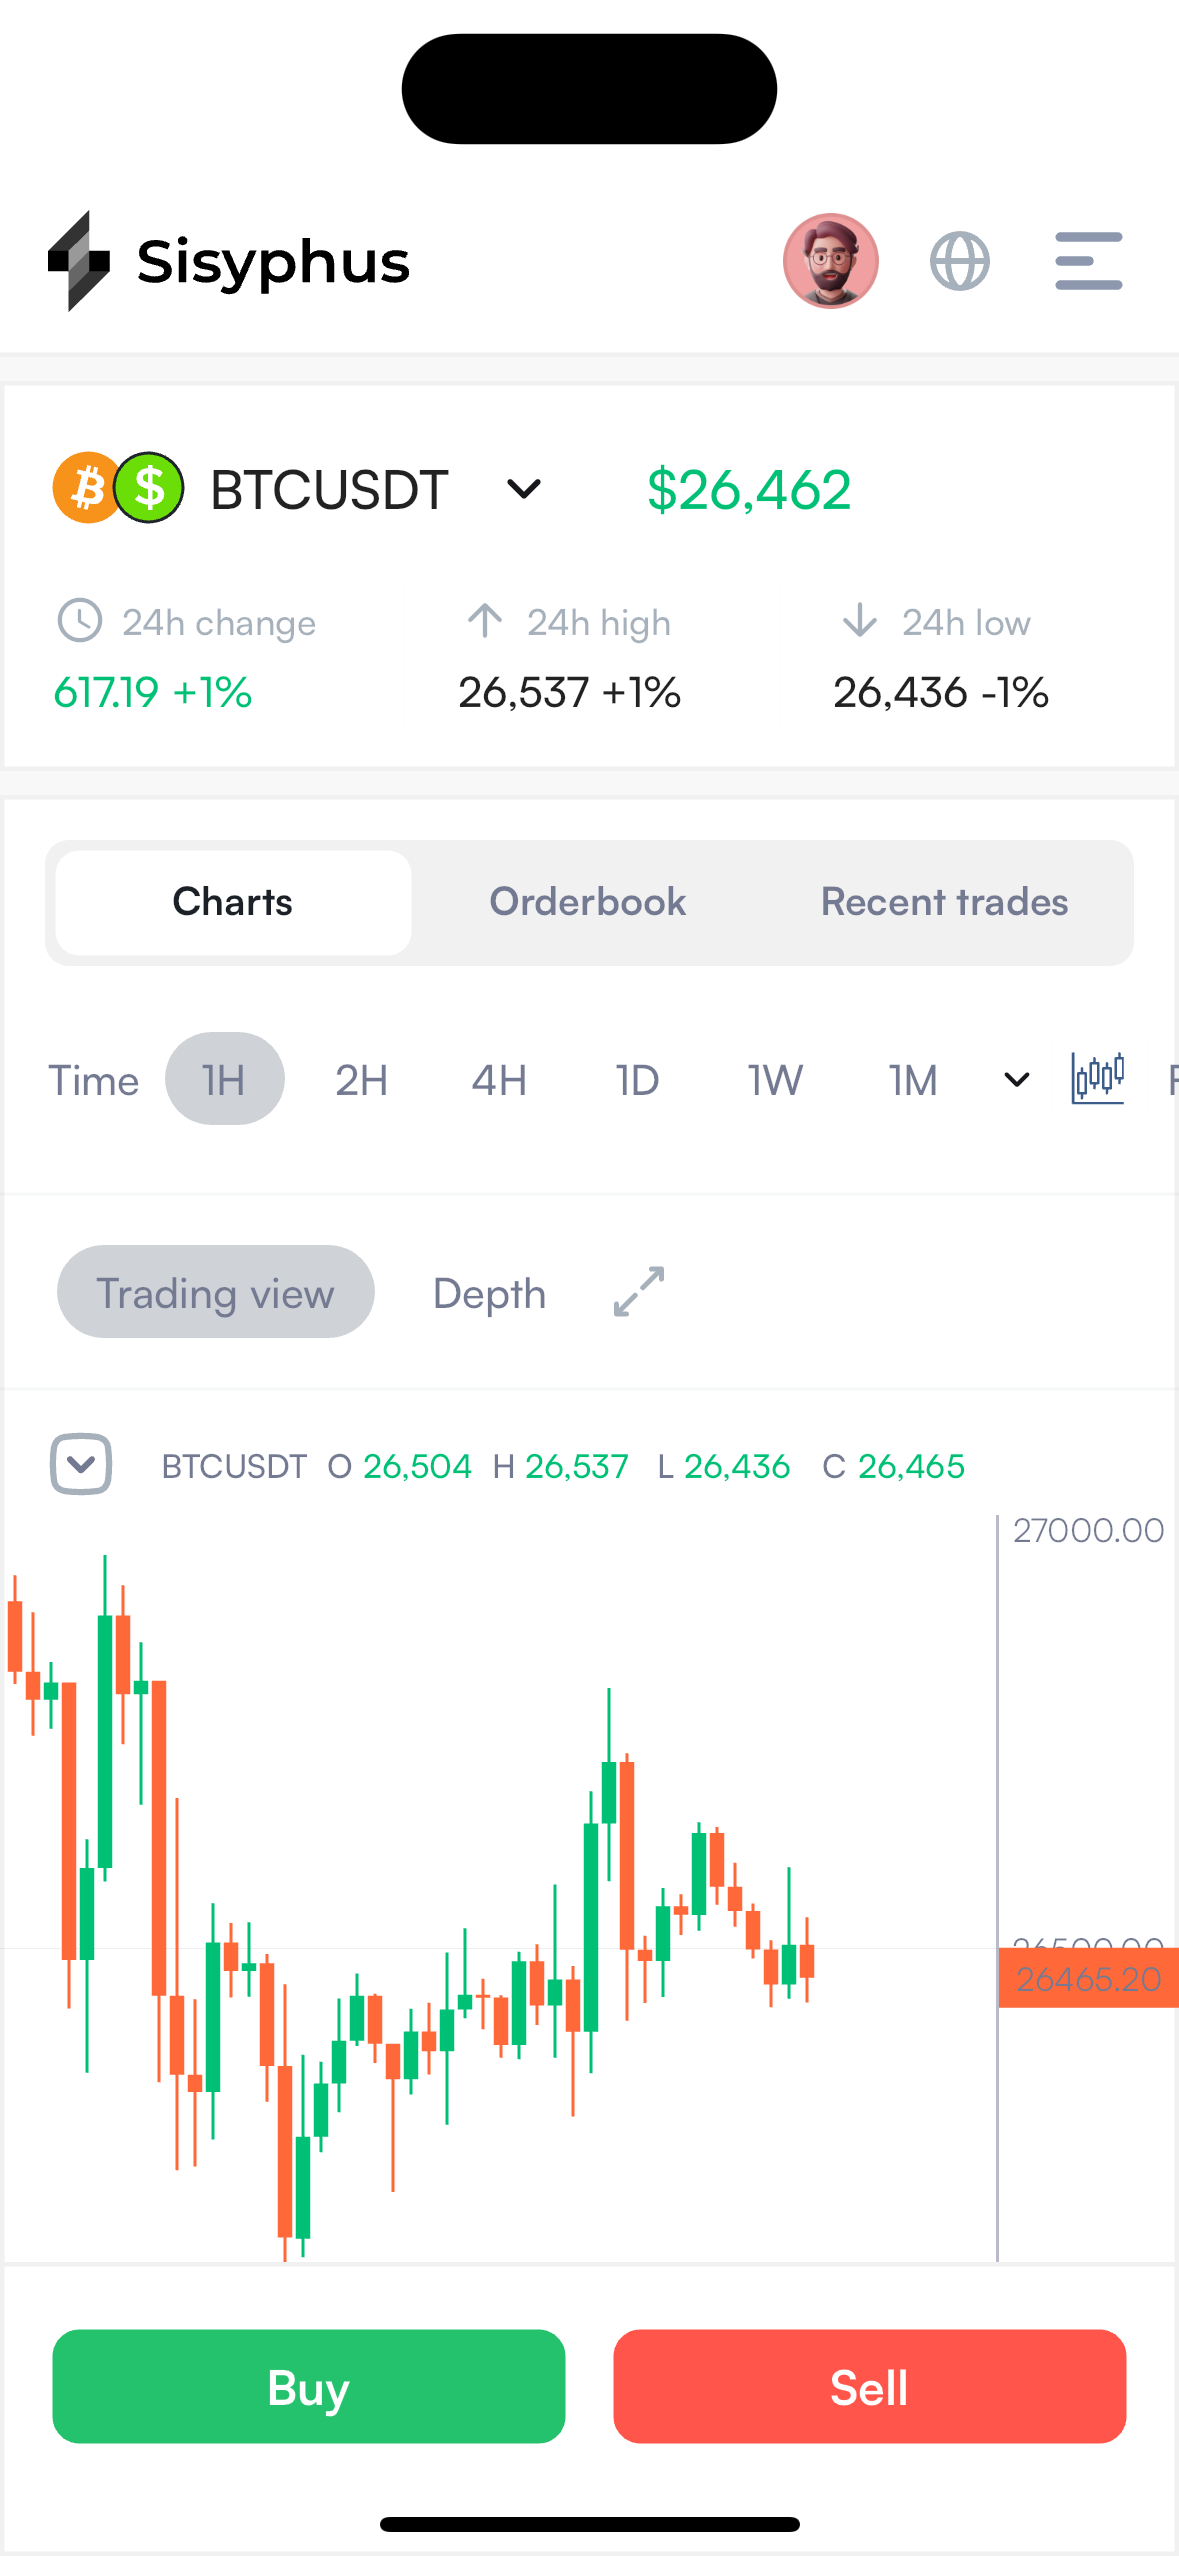 Sisyphus
BTCUSDT $26,462
24h change 24h high 24h low
617.19 +1% 26,537 +1% 26,436 -1%
Charts Orderbook Recent trades
Time 1H 2H 4H 1D 1W 1M
Trading view Depth
BTCUSDT O 26,504 H 26,537 L 26,436 C 26,465
27000.00
26500.00
26465.20
Buy Sell